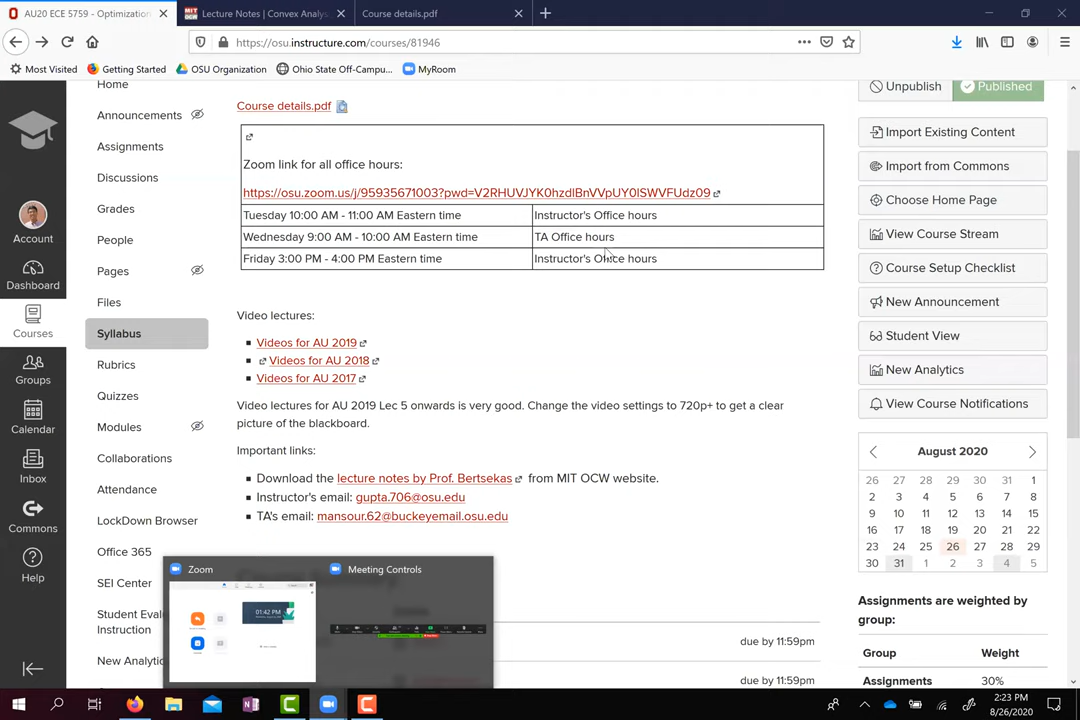 AU20 ECE 5759 - Optimization
Lecture Notes | Convex Analys
Course details.pdf
https://osu.instructure.com/courses/81946
Most Visited
Getting Started
OSU Organization
Ohio State Off-Campu...
MyRoom
Account
Dashboard
Courses
Groups
Calendar
Inbox
Commons
Help
Home
Announcements
Assignments
Discussions
Grades
People
Pages
Files
Syllabus
Rubrics
Quizzes
Modules
Collaborations
Attendance
LockDown Browser
Office 365
SEI Center
Student Evalu
Instruction
New Analytic
Course details.pdf
Zoom link for all office hours:
https://osu.zoom.us/j/95935671003?pwd=V2RHUVJYK0hzdlBnVVpUY0lSWVFUdz09
Tuesday 10:00 AM - 11:00 AM Eastern time Instructor's Office hours
Wednesday 9:00 AM - 10:00 AM Eastern time TA Office hours
Friday 3:00 PM - 4:00 PM Eastern time Instructor's Office hours
Video lectures:
Videos for AU 2019
Videos for AU 2018
Videos for AU 2017
Video lectures for AU 2019 Lec 5 onwards is very good. Change the video settings to 720p+ to get a clear
picture of the blackboard.
Important links:
Download the lecture notes by Prof. Bertsekas from MIT OCW website.
Instructor's email: gupta.706@osu.edu
TA's email: mansour.62@buckeyemail.osu.edu
due by 11:59pm
due by 11:59pm
Zoom
Meeting Controls
01:42 PM
Unpublish
Published
Import Existing Content
Import from Commons
Choose Home Page
View Course Stream
Course Setup Checklist
New Announcement
Student View
New Analytics
View Course Notifications
August 2020
26 27 28 29 30 31 1
2 3 4 5 6 7 8
9 10 11 12 13 14 15
16 17 18 19 20 21 22
23 24 25 26 27 28 29
30 31 1 2 3 4 5
Assignments are weighted by
group:
Group Weight
Assignments 30%
2:23 PM
8/26/2020